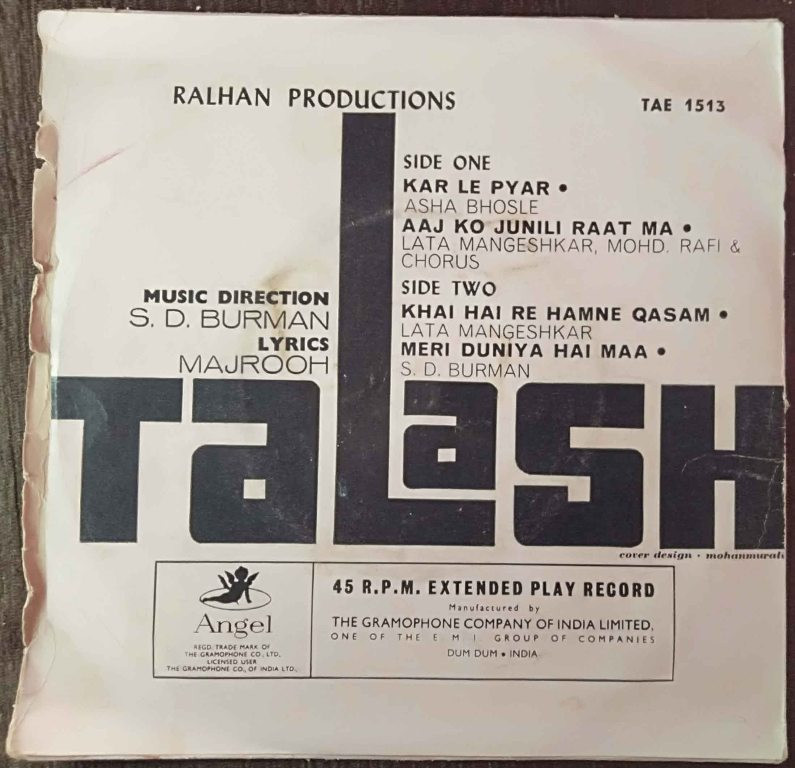 RALHAN PRODUCTIONS
TAE 1513
SIDE ONE
KAR LE PYAR •
ASHA BHOSLE
AAJ KO JUNILI RAAT MA •
LATA MANGESHKAR, MOHD. RAFI &
CHORUS
SIDE TWO
KHAI HAI RE HAMNE QASAM •
LATA MANGESHKAR
MERI DUNIYA HAI MAA •
S. D. BURMAN
MUSIC DIRECTION
S. D. BURMAN
LYRICS
MAJROOH
TaLaSH
cover design • mohanmurali
Angel
REGD. TRADE MARK OF
THE GRAMOPHONE CO., LTD.
LICENSED USER
THE GRAMOPHONE CO., OF INDIA LTD.,
45 R.P.M. EXTENDED PLAY RECORD
Manufactured by
THE GRAMOPHONE COMPANY OF INDIA LIMITED.
ONE OF THE E. M. I. GROUP OF COMPANIES
DUM DUM • INDIA